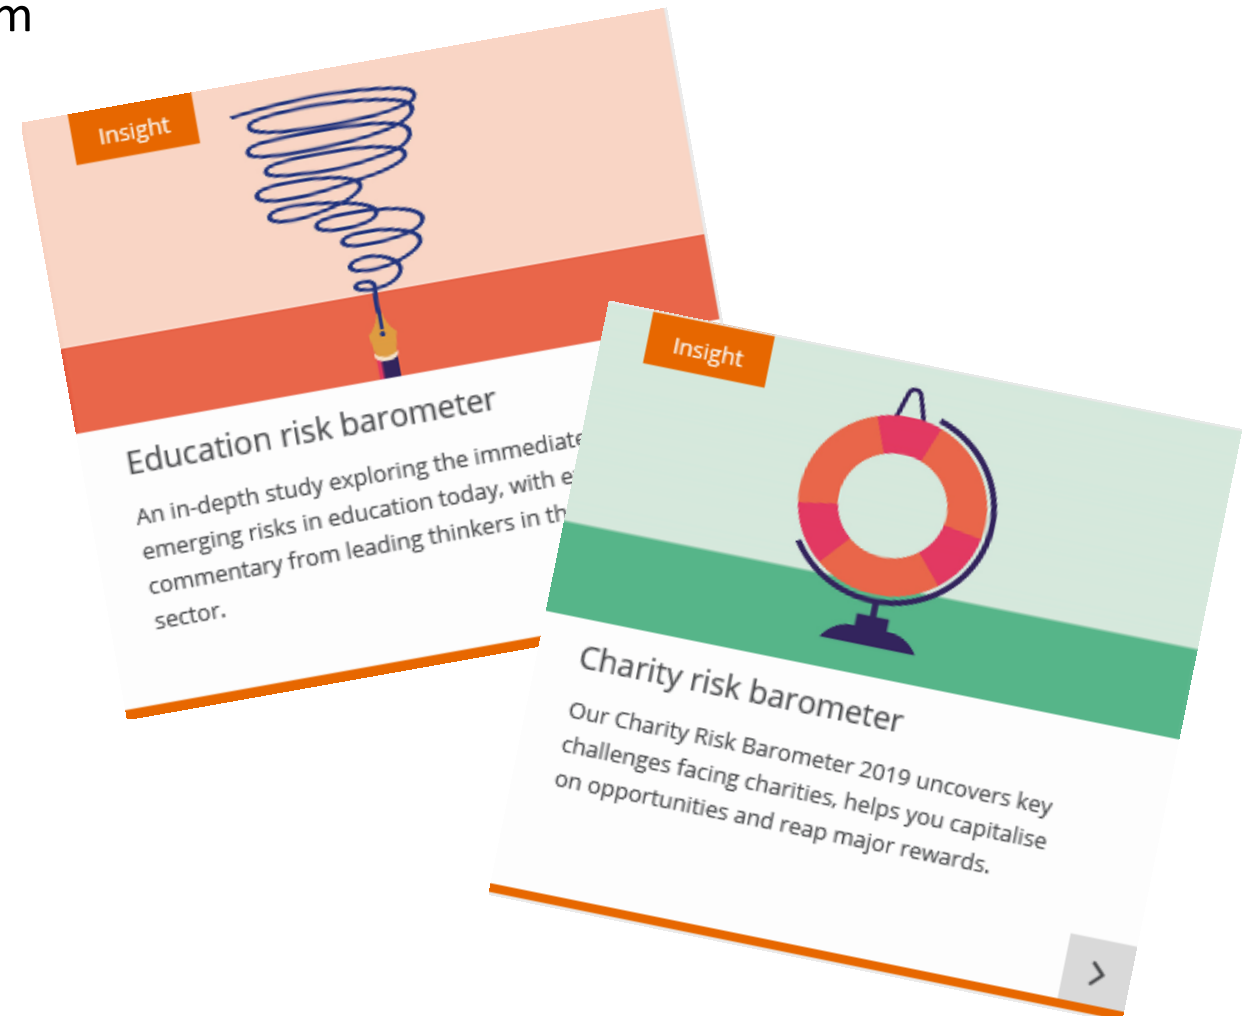 m
Insight
Education risk barometer
An in-depth study exploring the immediate
emerging risks in education today, with
commentary from leading thinkers in
sector.
Insight
Charity risk barometer
Our Charity Risk Barometer 2019 uncovers key
challenges facing charities, helps you capitalise
on opportunities and reap major rewards.